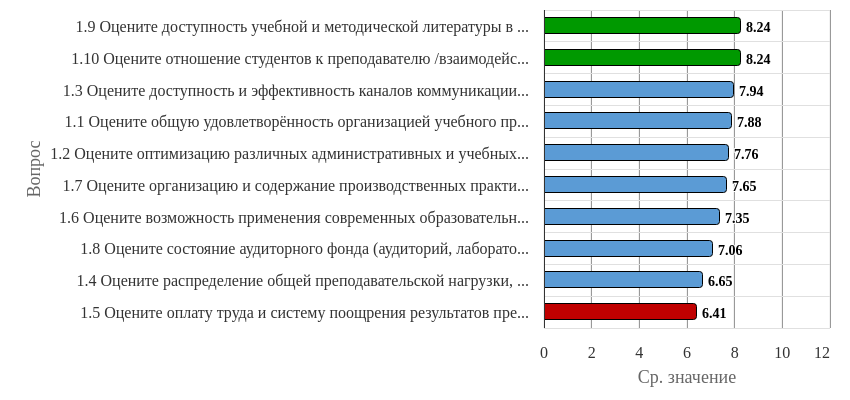 1.9 Оцените доступность учебной и методической литературы в ... 8.24
1.10 Оцените отношение студентов к преподавателю /взаимодейс... 8.24
1.3 Оцените доступность и эффективность каналов коммуникации... 7.94
1.1 Оцените общую удовлетворённость организацией учебного пр... 7.88
1.2 Оцените оптимизацию различных административных и учебных... 7.76
1.7 Оцените организацию и содержание производственных практи... 7.65
1.6 Оцените возможность применения современных образовательн... 7.35
1.8 Оцените состояние аудиторного фонда (аудиторий, лаборато... 7.06
1.4 Оцените распределение общей преподавательской нагрузки, ... 6.65
1.5 Оцените оплату труда и систему поощрения результатов пре... 6.41
Вопрос
0 2 4 6 8 10 12
Ср. значение